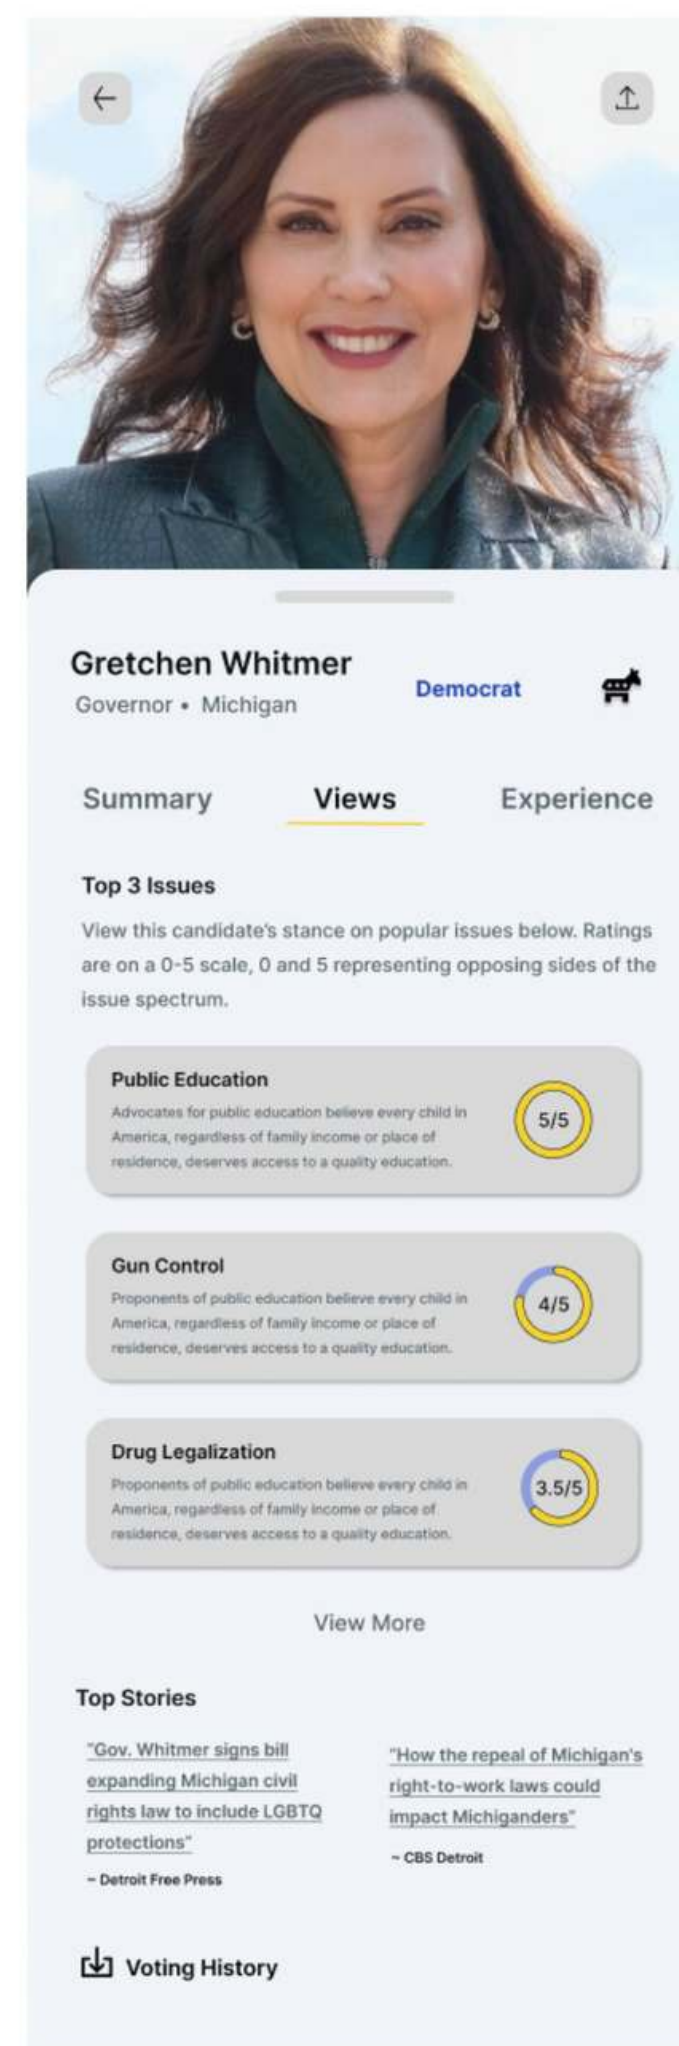 Gretchen Whitmer
Governor • Michigan
Democrat
Summary
Views
Experience
Top 3 Issues
View this candidate's stance on popular issues below. Ratings
are on a 0-5 scale, 0 and 5 representing opposing sides of the
issue spectrum.
Public Education
Advocates for public education believe every child in
America, regardless of family income or place of
residence, deserves access to a quality education.
5/5
Gun Control
Proponents of public education believe every child in
America, regardless of family income or place of
residence, deserves access to a quality education.
4/5
Drug Legalization
Proponents of public education believe every child in
America, regardless of family income or place of
residence, deserves access to a quality education.
3.5/5
View More
Top Stories
"Gov. Whitmer signs bill
expanding Michigan civil
rights law to include LGBTQ
protections"
~ Detroit Free Press
"How the repeal of Michigan's
right-to-work laws could
impact Michiganders"
~ CBS Detroit
Voting History